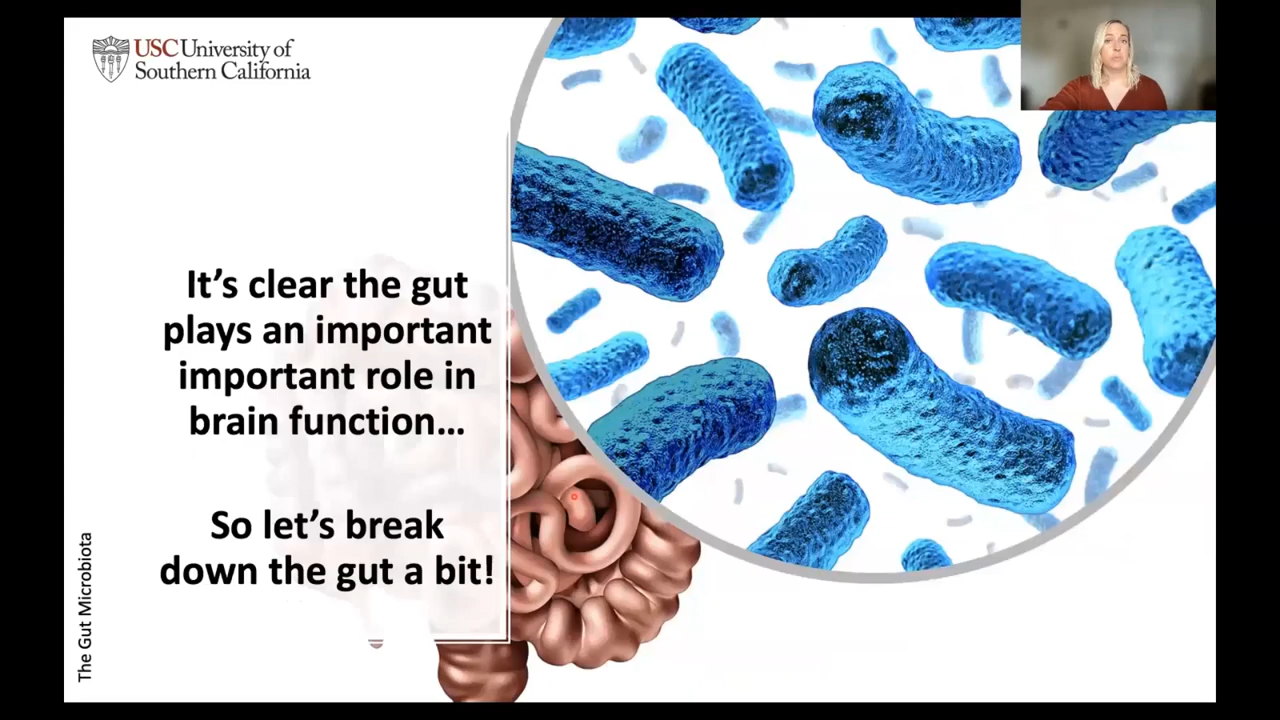 USC University of
Southern California
It's clear the gut
plays an important
important role in
brain function...
So let's break
down the gut a bit!
The Gut Microbiota